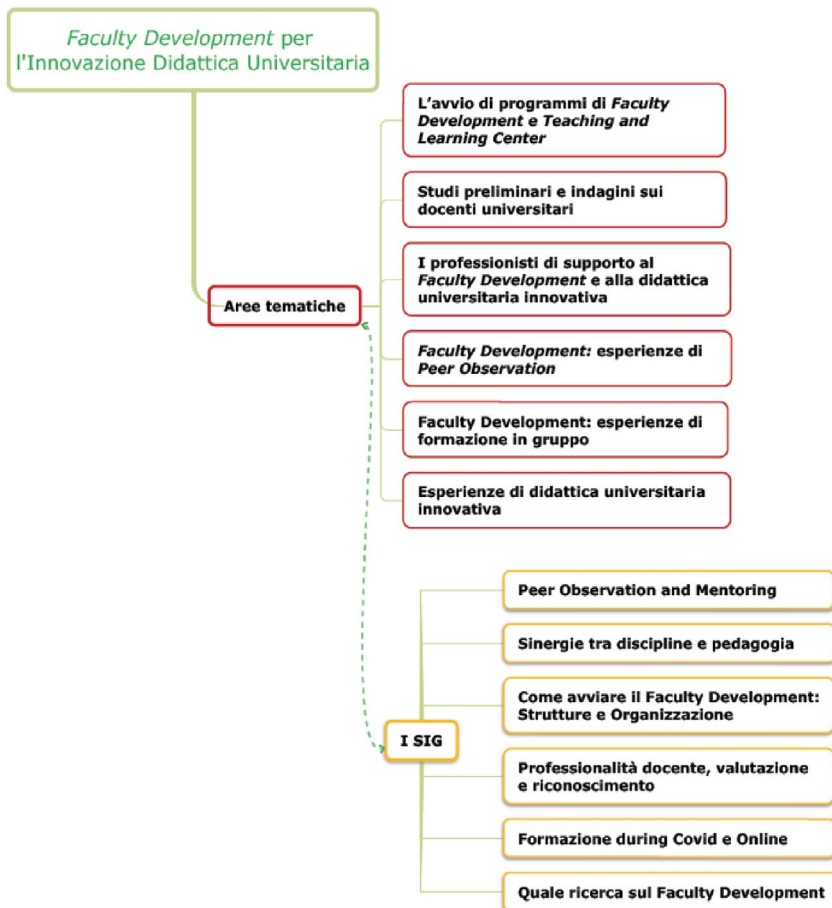 Faculty Development per
l'Innovazione Didattica Universitaria
L'avvio di programmi di Faculty
Development e Teaching and
Learning Center
Studi preliminari e indagini sui
docenti universitari
I professionisti di supporto al
Faculty Development e alla didattica
universitaria innovativa
Aree tematiche
Faculty Development: esperienze di
Peer Observation
Faculty Development: esperienze di
formazione in gruppo
Esperienze di didattica universitaria
innovativa
Peer Observation and Mentoring
Sinergie tra discipline e pedagogia
Come avviare il Faculty Development:
Strutture e Organizzazione
I SIG
Professionalità docente, valutazione
e riconoscimento
Formazione during Covid e Online
Quale ricerca sul Faculty Development